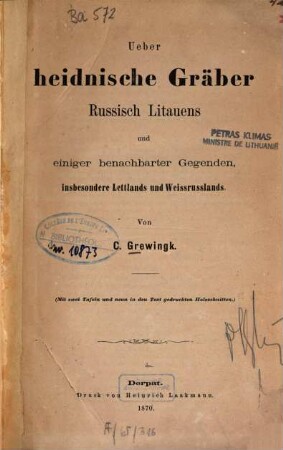 Ba 572
Ueber
heidnische Gräber
Russisch Litauens
und
PETRAS KLIMAS
MINISTRE DE LITHUANIE
einiger benachbarter Gegenden,
insbesondere Lettlands und Weissrusslands.
Von
C. Grewingk.
10873
(Mit zwei Tafeln und neun in den Text gedruckten Holzschnitten.)
Dorpat.
Druck von Heinrich Laakmann.
1870.